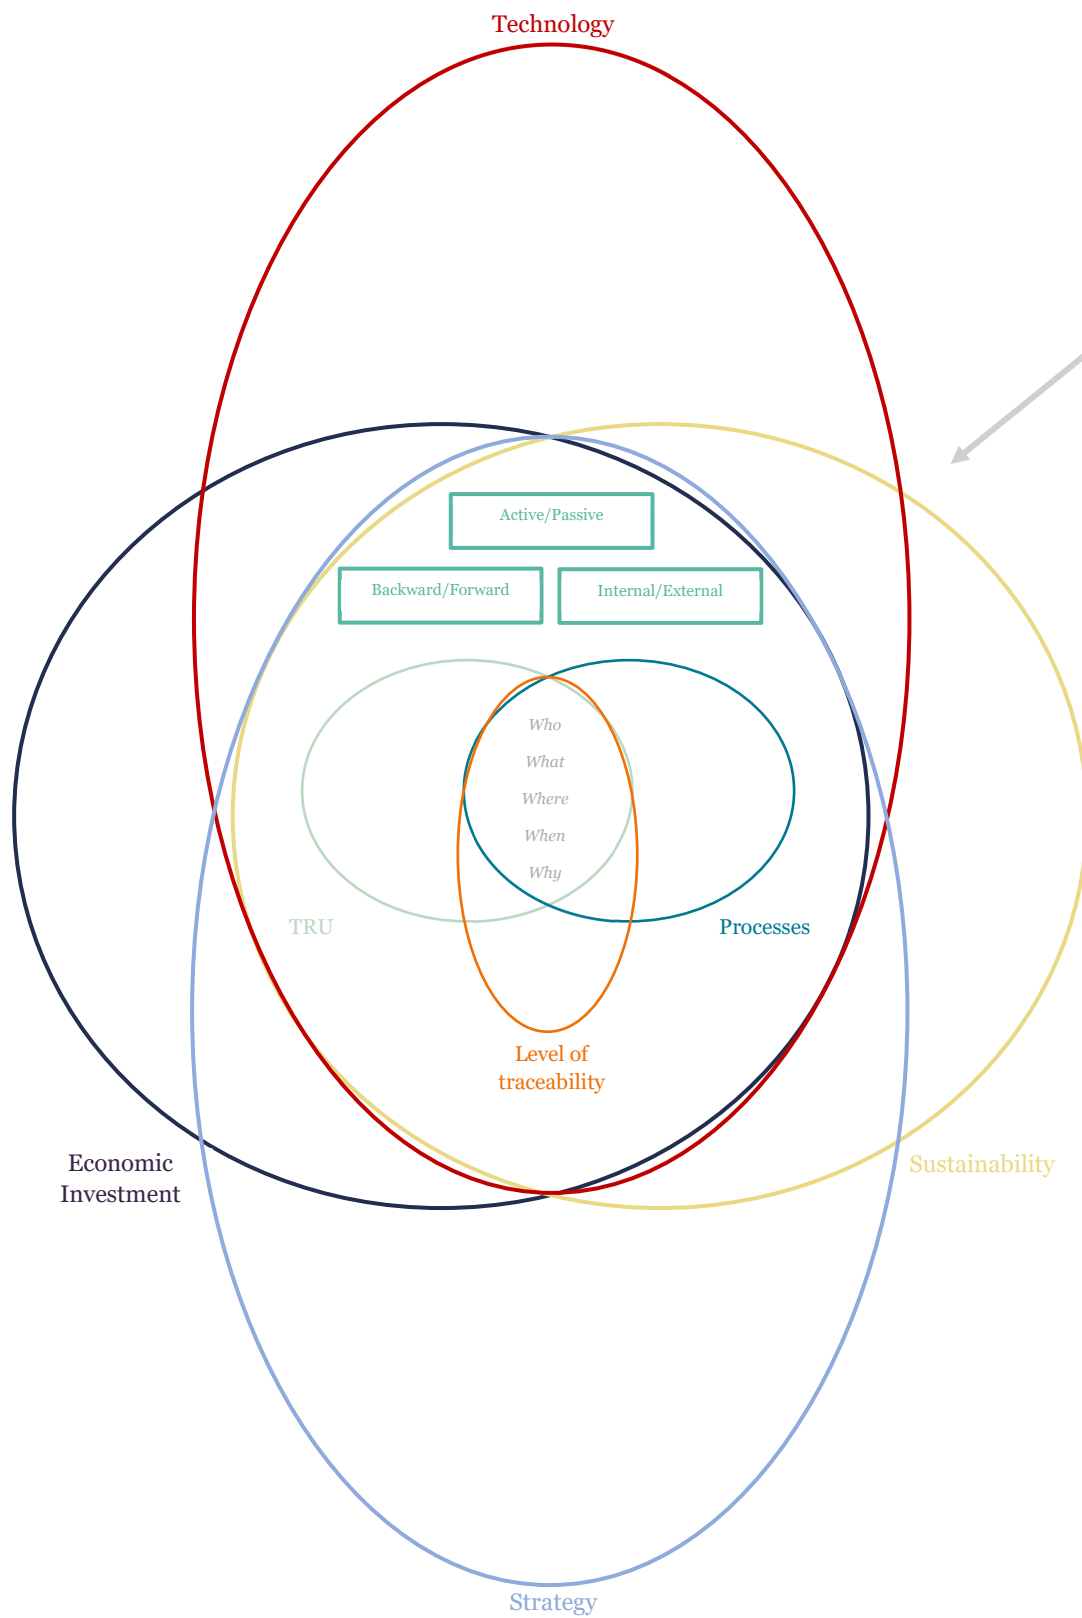 Technology
Active/Passive
Backward/Forward
Internal/External
Who
What
Where
When
Why
TRU
Processes
Level of
traceability
Economic
Investment
Sustainability
Strategy